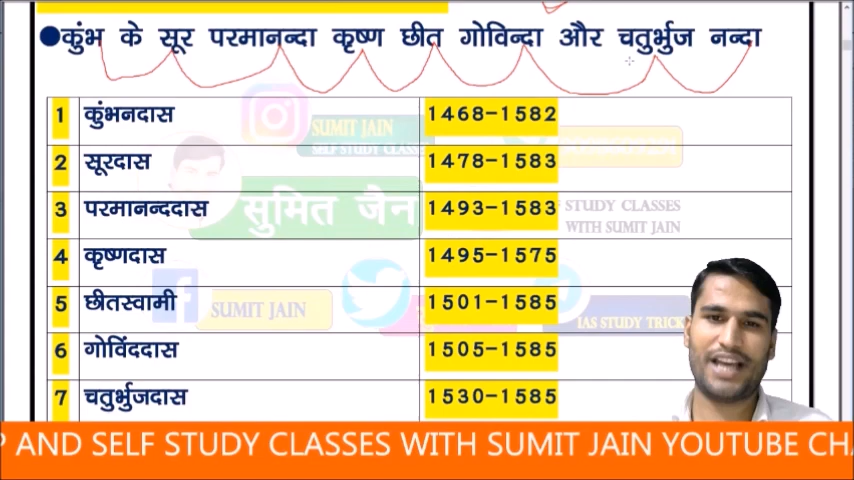 ●कुंभ के सूर परमानन्दा कृष्ण छीत गोविन्दा और चतुर्भुज नन्दा
1 कुंभनदास 1468-1582
2 सूरदास 1478-1583
3 परमानन्ददास 1493-1583
4 कृष्णदास 1495-1575
5 छीतस्वामी 1501-1585
6 गोविंददास 1505-1585
7 चतुर्भुजदास 1530-1585
SUMIT JAIN
SELF STUDY CLASSES
सुमित जैन
STUDY CLASSES
WITH SUMIT JAIN
SUMIT JAIN
IAS STUDY TRICK
P AND SELF STUDY CLASSES WITH SUMIT JAIN YOUTUBE CHA